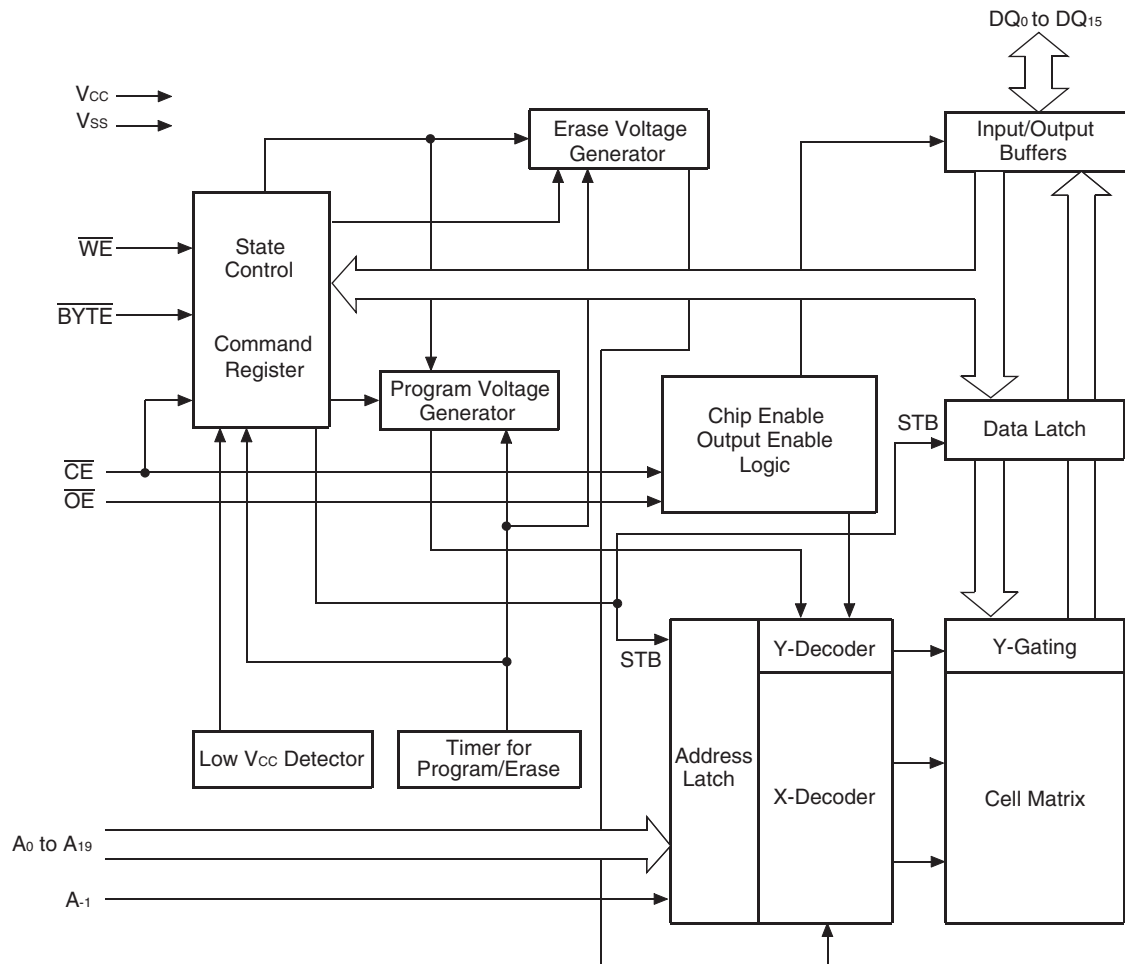 DQ0 to DQ15
VCC
VSS
Erase Voltage
Generator
Input/Output
Buffers
WE
State
Control
BYTE
Command
Register
Program Voltage
Generator
Chip Enable
Output Enable
Logic
STB
Data Latch
CE
OE
STB
Y-Decoder
Y-Gating
Low VCC Detector
Timer for
Program/Erase
Address
Latch
X-Decoder
Cell Matrix
A0 to A19
A-1